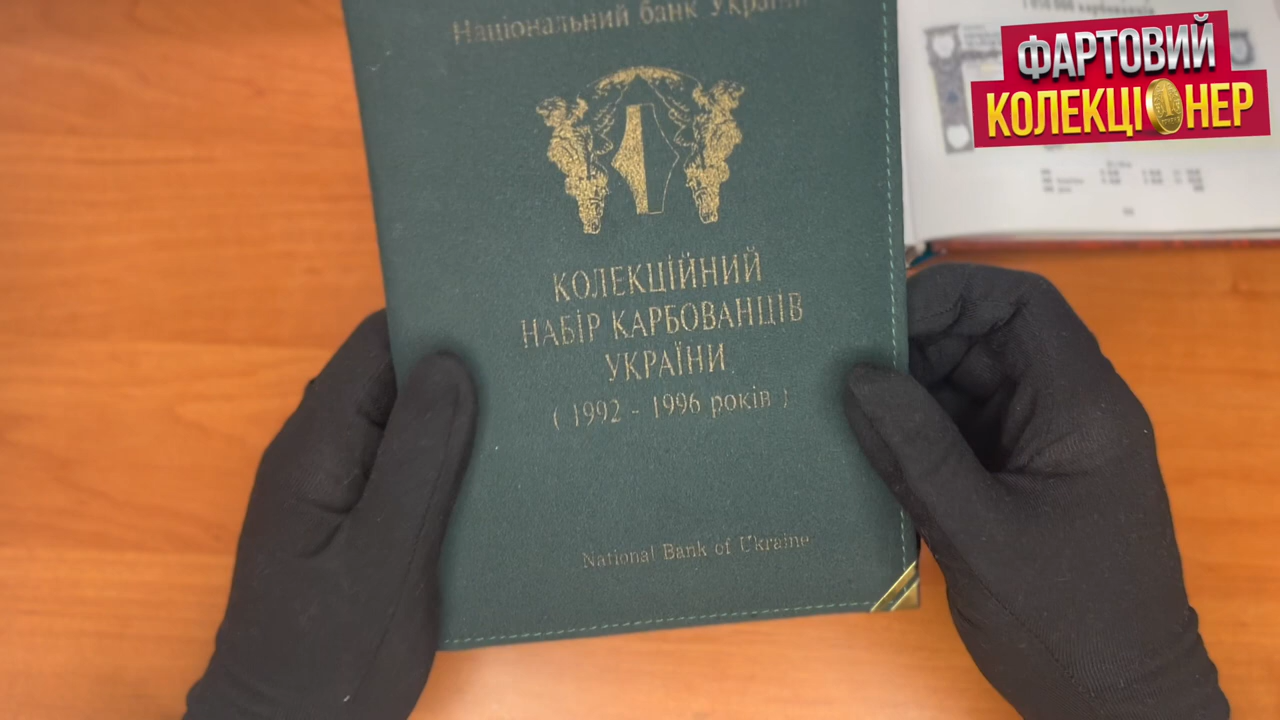 Національний банк України
КОЛЕКЦІЙНИЙ
НАБІР КАРБОВАНЦІВ
УКРАЇНИ
( 1992 - 1996 років )
National Bank of Ukraine
ФАРТОВИЙ
КОЛЕКЦІОНЕР